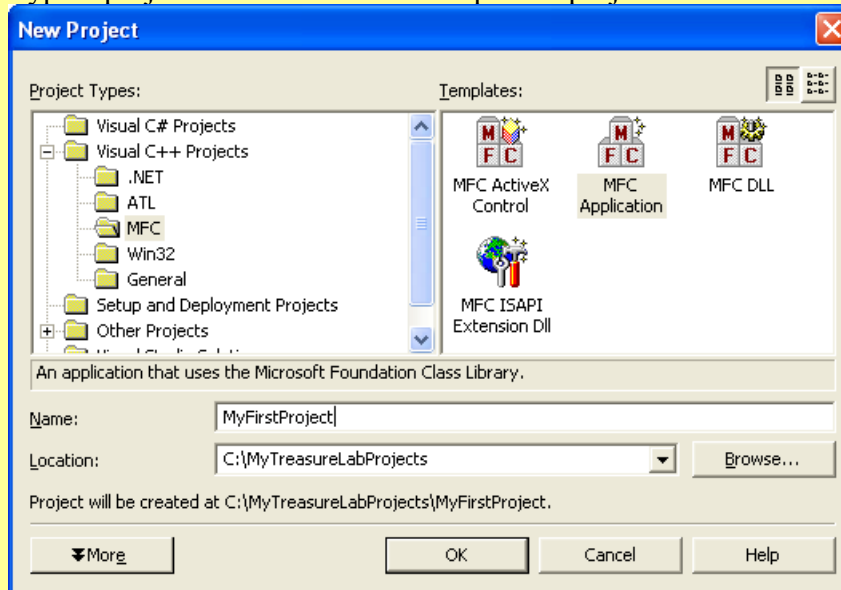 New Project
Project Types:
Templates:
Visual C# Projects
Visual C++ Projects
.NET
ATL
MFC
Win32
General
Setup and Deployment Projects
Other Projects
MFC ActiveX
Control
MFC
Application
MFC DLL
MFC ISAPI
Extension Dll
An application that uses the Microsoft Foundation Class Library.
Name:
MyFirstProject
Location:
C:\MyTreasureLabProjects
Browse...
Project will be created at C:\MyTreasureLabProjects\MyFirstProject.
More
OK
Cancel
Help